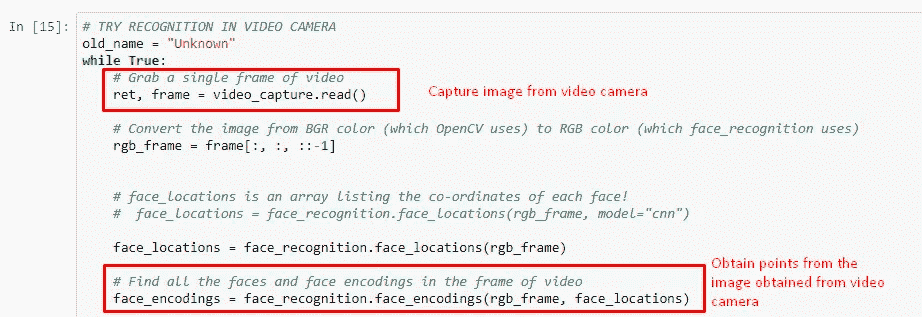 In [15]: # TRY RECOGNITION IN VIDEO CAMERA
old_name = "Unknown"
while True:
# Grab a single frame of video
ret, frame = video_capture.read()
Capture image from video camera
# Convert the image from BGR color (which OpenCV uses) to RGB color (which face_recognition uses)
rgb_frame = frame[:, :, ::-1]
# face_locations is an array listing the co-ordinates of each face!
#  face_locations = face_recognition.face_locations(rgb_frame, model="cnn")
face_locations = face_recognition.face_locations(rgb_frame)
# Find all the faces and face encodings in the frame of video
face_encodings = face_recognition.face_encodings(rgb_frame, face_locations)
Obtain points from the
image obtained from video
camera